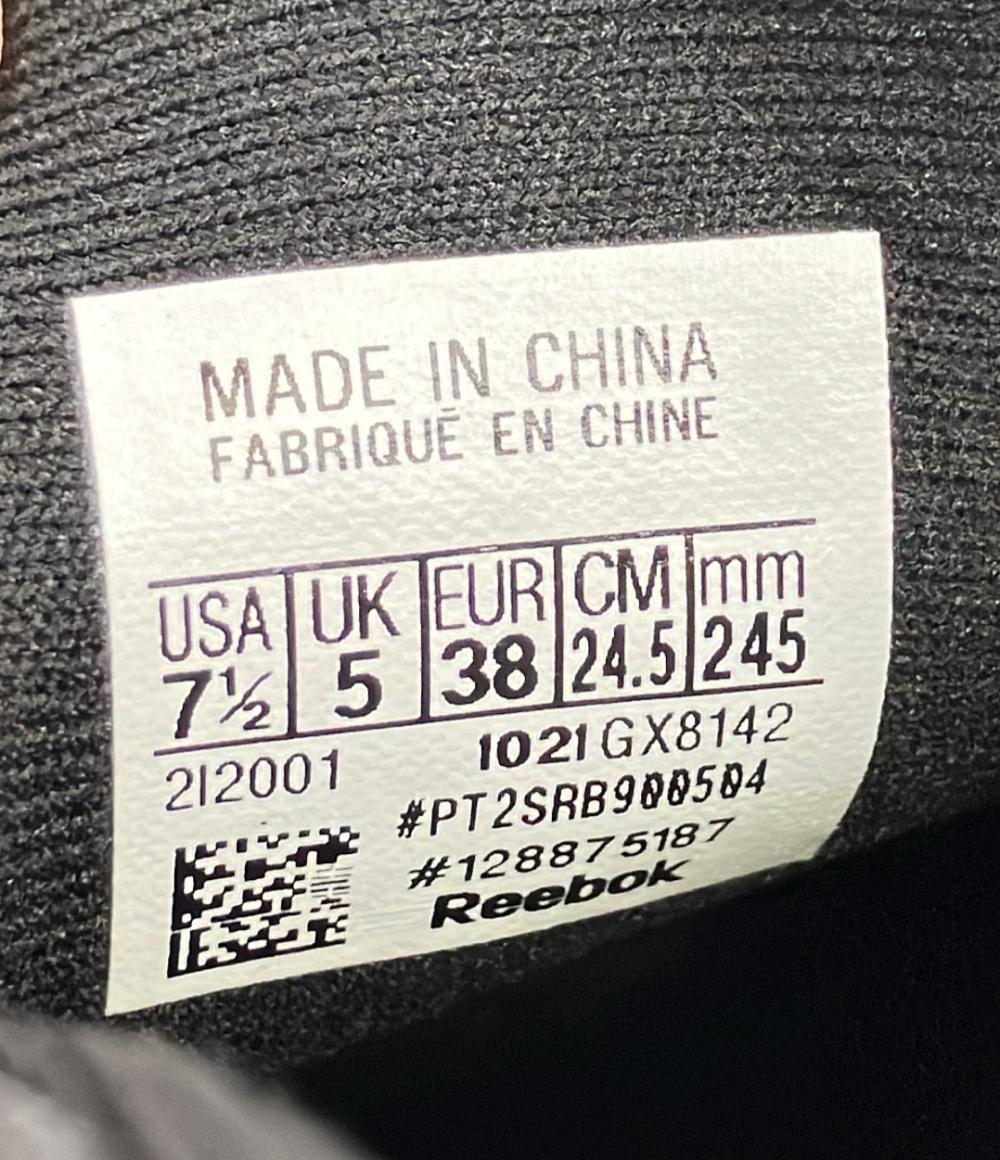 MADE IN CHINA
FABRIQUÉ EN CHINE
USA UK EUR CM mm
7½ 5 38 24.5 245
212001 1021 GX8142
#PT2SRB900504
#128875187
Reebok